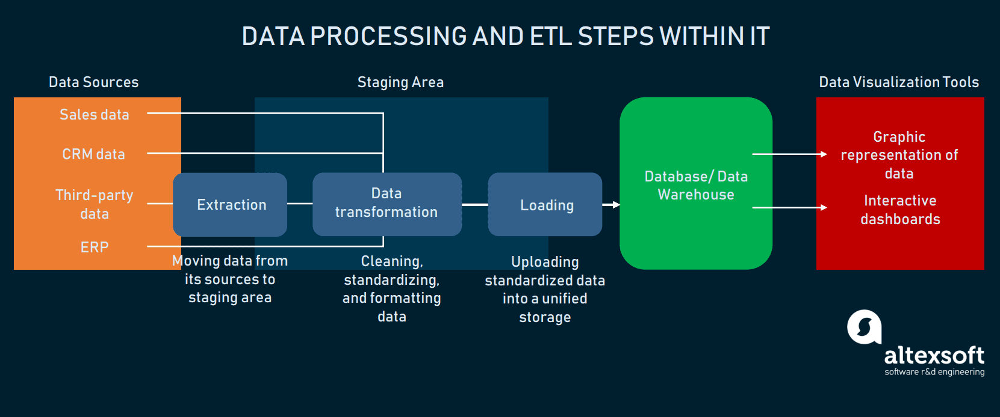 DATA PROCESSING AND ETL STEPS WITHIN IT
Data Sources
Sales data
CRM data
Third-party
data
ERP
Staging Area
Extraction
Moving data from
its sources to
staging area
Data
transformation
Cleaning,
standardizing,
and formatting
data
Loading
Uploading
standardized data
into a unified
storage
Database/ Data
Warehouse
Data Visualization Tools
Graphic
representation of
data
Interactive
dashboards
altexsoft
software r&d engineering